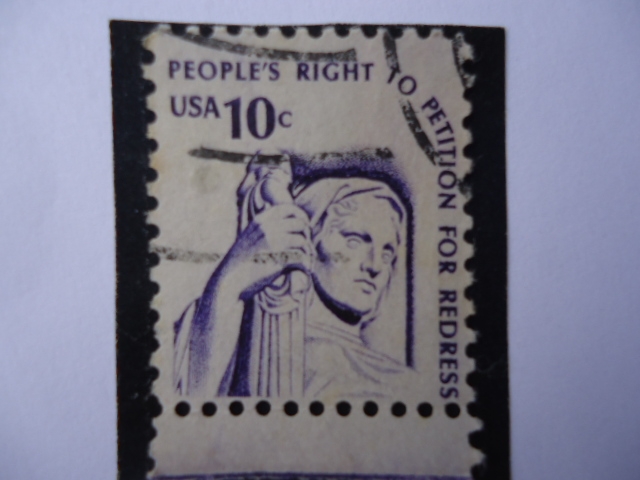 PEOPLE'S RIGHT TO PETITION FOR REDRESS
USA 10c